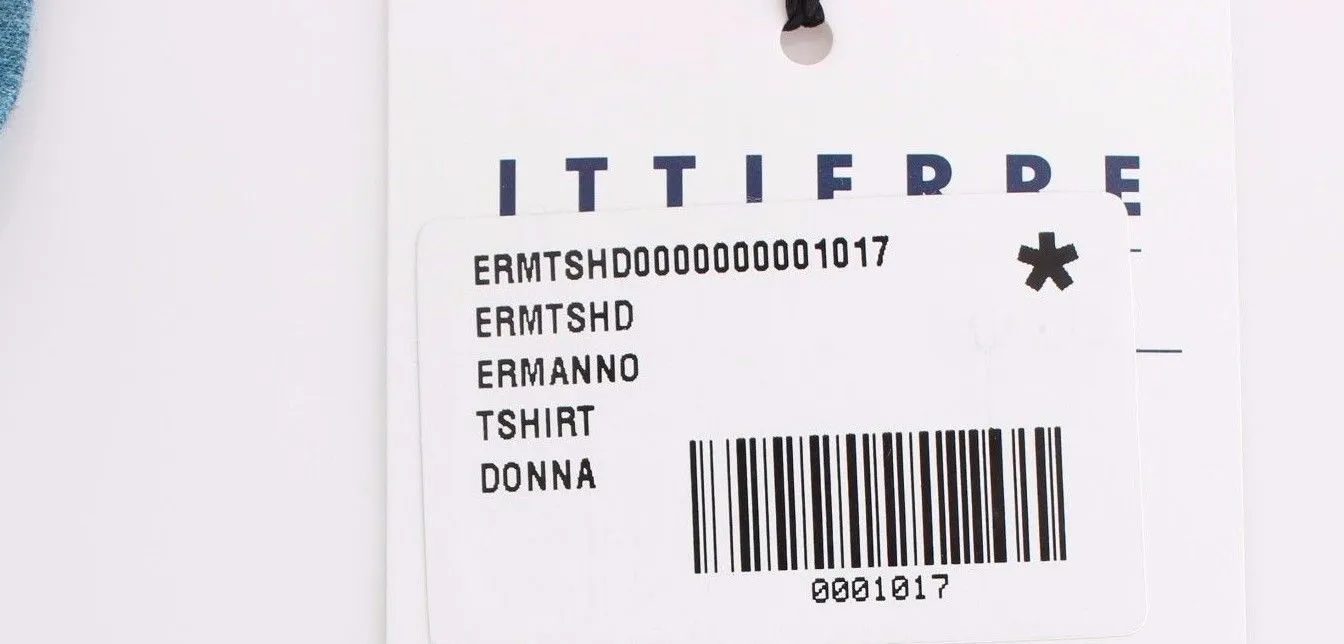 ITTIERRE
ERMTSHD0000000001017
*
ERMTSHD
ERMANNO
TSHIRT
DONNA
0001017